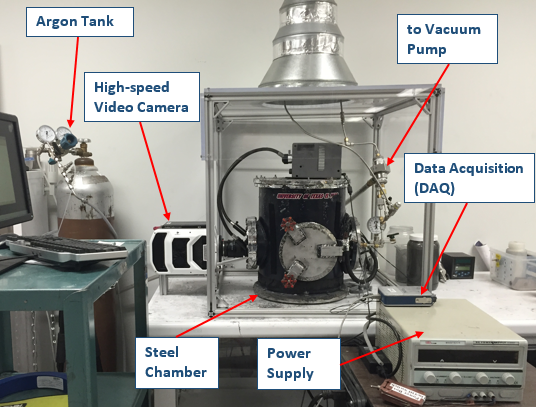 Argon Tank
to Vacuum
Pump
High-speed
Video Camera
Data Acquisition
(DAQ)
Steel
Chamber
Power
Supply